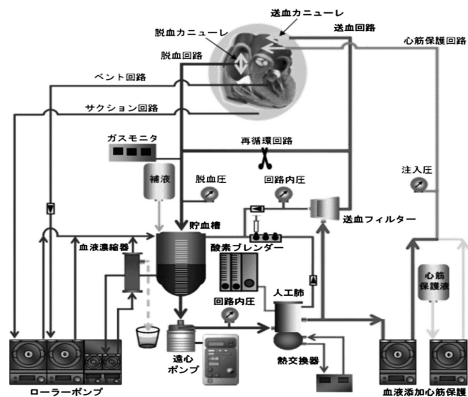 脱血カニューレ
送血カニューレ
送血回路
心筋保護回路
脱血回路
ベント回路
サクション回路
ガスモニタ
再循環回路
補液
脱血圧
回路内圧
注入圧
送血フィルター
貯血槽
血液濃縮器
酸素ブレンダー
人工肺
心筋
保護液
回路内圧
遠心
ポンプ
熱交換器
ローラーポンプ
血液添加心筋保護